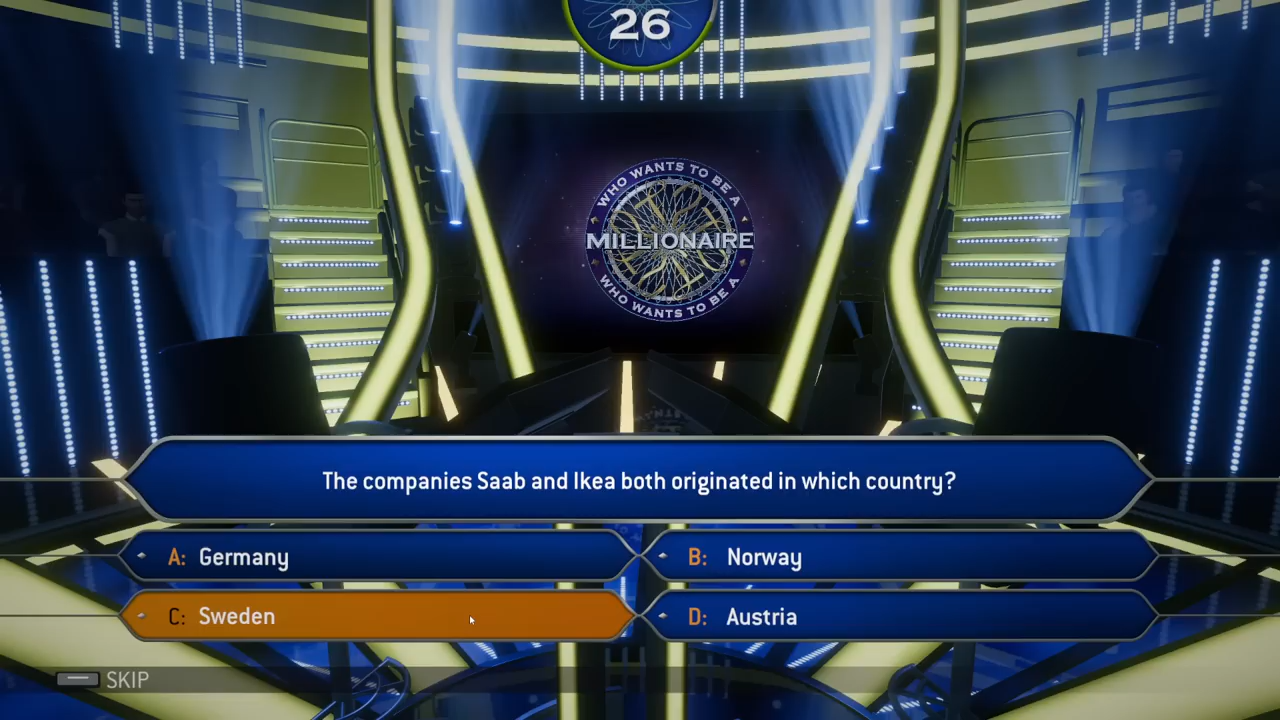 26
WHO WANTS TO BE A
MILLIONAIRE
WHO WANTS TO BE A
The companies Saab and Ikea both originated in which country?
A: Germany
B: Norway
C: Sweden
D: Austria
SKIP